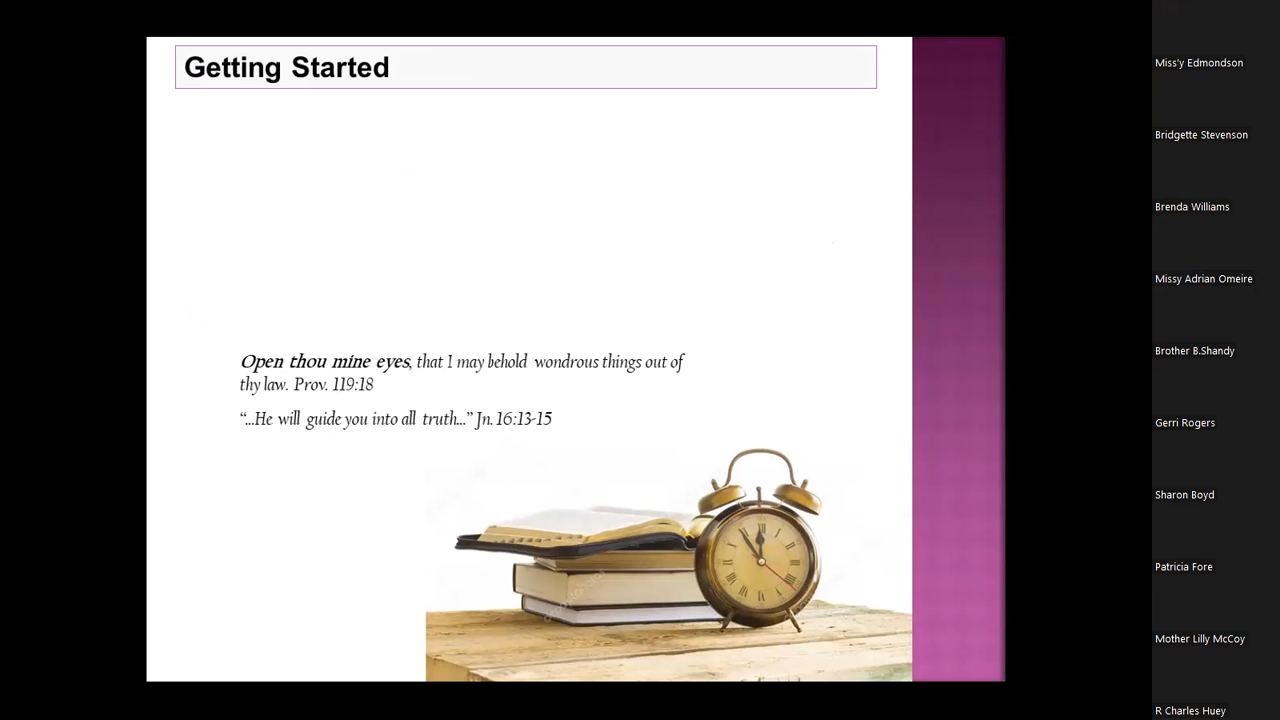 Getting Started
Miss'y Edmondson
Bridgette Stevenson
Brenda Williams
Missy Adrian Omeire
Brother B.Shandy
Open thou mine eyes, that I may behold wondrous things out of
thy law. Prov. 119:18
“...He will guide you into all truth...” Jn. 16:13-15
Gerri Rogers
Sharon Boyd
Patricia Fore
Mother Lilly McCoy
R Charles Huey